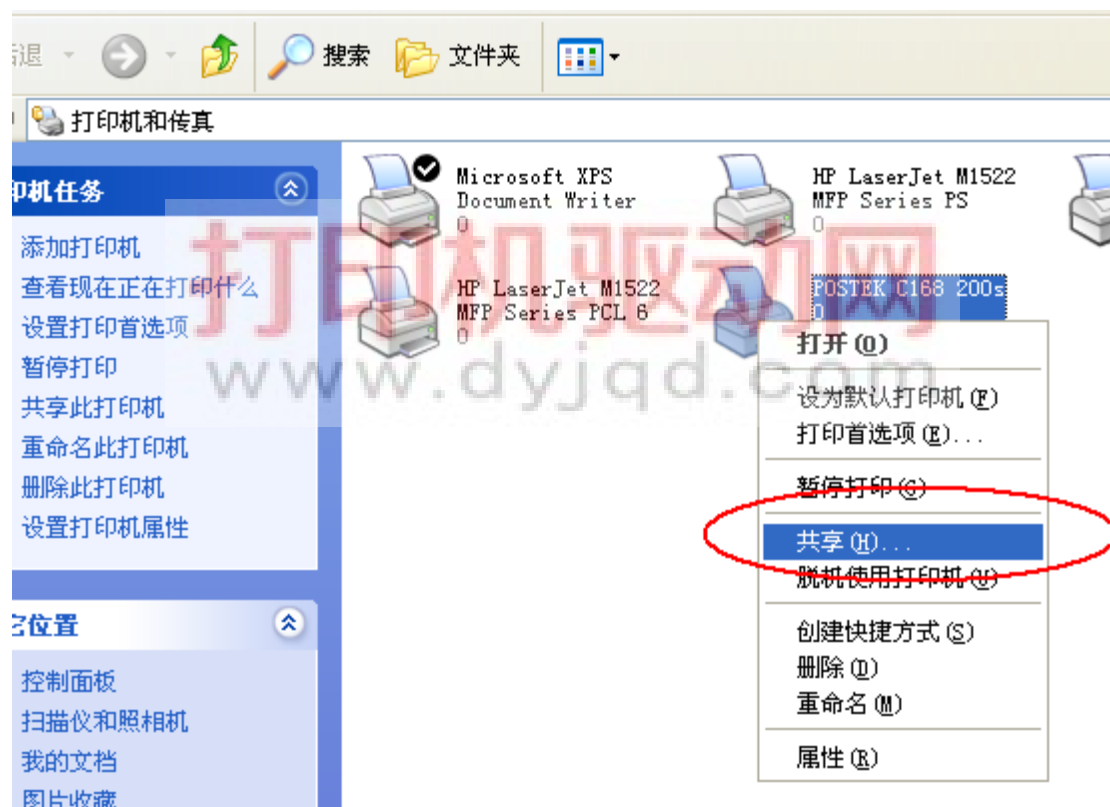 退
搜索
文件夹
打印机和传真
印机任务
添加打印机
查看现在正在打印什么
设置打印首选项
暂停打印
共享此打印机
重命名此打印机
删除此打印机
设置打印机属性
它位置
控制面板
扫描仪和照相机
我的文档
图片收藏
Microsoft XPS
Document Writer
0
HP LaserJet M1522
MFP Series PS
0
HP LaserJet M1522
MFP Series PCL 6
0
POSTEK C168 200s
0
打开(O)
设为默认打印机(F)
打印首选项(E)...
暂停打印(G)
共享(H)...
脱机使用打印机(U)
创建快捷方式(S)
删除(D)
重命名(M)
属性(R)
打印机驱动网
www.dyjqd.com